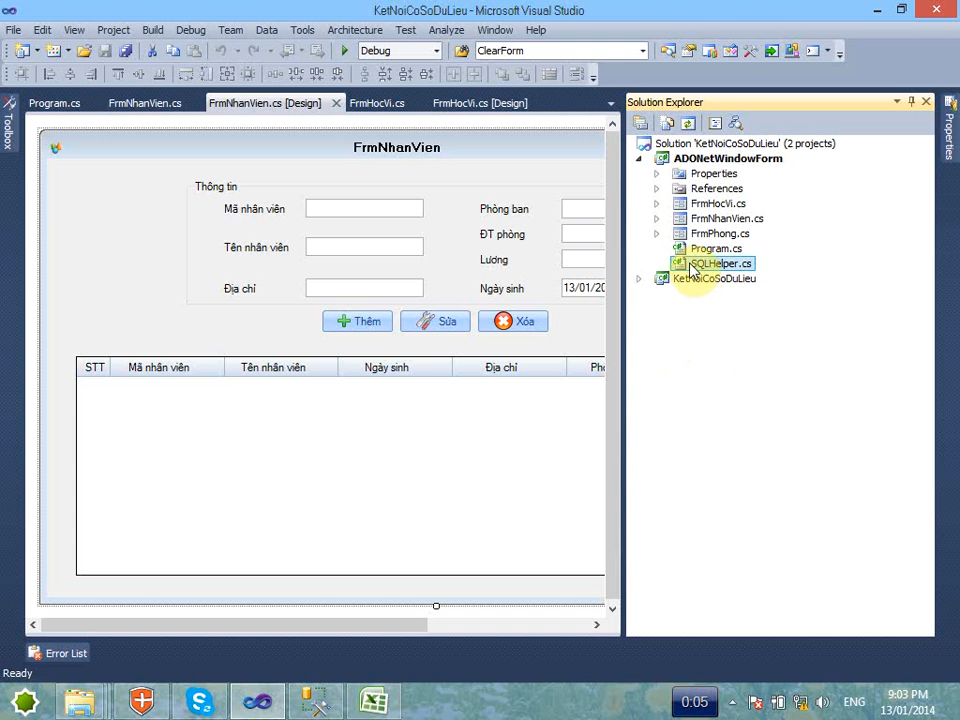 KetNoiCoSoDuLieu - Microsoft Visual Studio
File Edit View Project Build Debug Team Data Tools Architecture Test Analyze Window Help
Debug ClearForm
Program.cs FrmNhanVien.cs FrmNhanVien.cs [Design] FrmHocVi.cs FrmHocVi.cs [Design]
Toolbox
FrmNhanVien
Thông tin
Mã nhân viên Phòng ban
ĐT phòng
Tên nhân viên
Lương
Địa chỉ Ngày sinh 13/01/20
Thêm Sửa Xóa
STT Mã nhân viên Tên nhân viên Ngày sinh Địa chỉ
Solution Explorer
Solution 'KetNoiCoSoDuLieu' (2 projects)
ADONetWindowForm
Properties
References
FrmHocVi.cs
FrmNhanVien.cs
FrmPhong.cs
Program.cs
SQLHelper.cs
KetNoiCoSoDuLieu
Properties
Error List
Ready
0:05 ENG 9:03 PM
13/01/2014